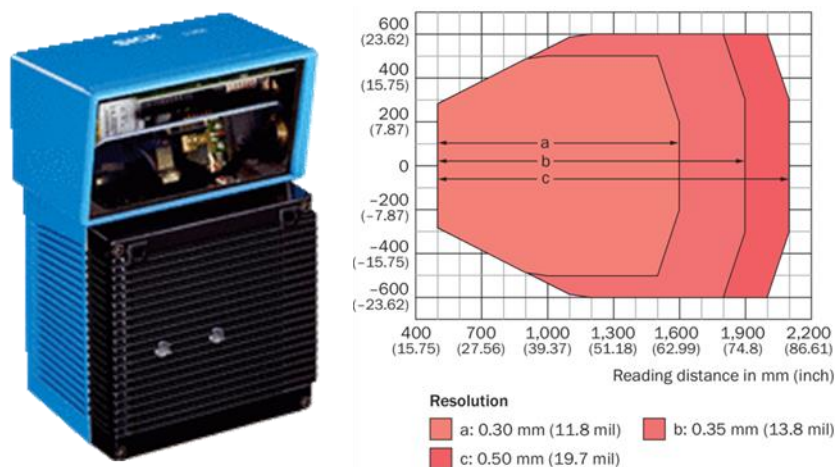 SICK
600
(23.62)
400
(15.75)
200
(7.87)
0
−200
(−7.87)
−400
(−15.75)
−600
(−23.62)
a
b
c
400 700 1,000 1,300 1,600 1,900 2,200
(15.75) (27.56) (39.37) (51.18) (62.99) (74.8) (86.61)
Reading distance in mm (inch)
Resolution
a: 0.30 mm (11.8 mil) b: 0.35 mm (13.8 mil)
c: 0.50 mm (19.7 mil)